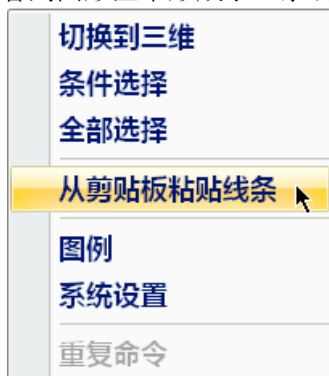 切换到三维
条件选择
全部选择
从剪贴板粘贴线条
图例
系统设置
重复命令